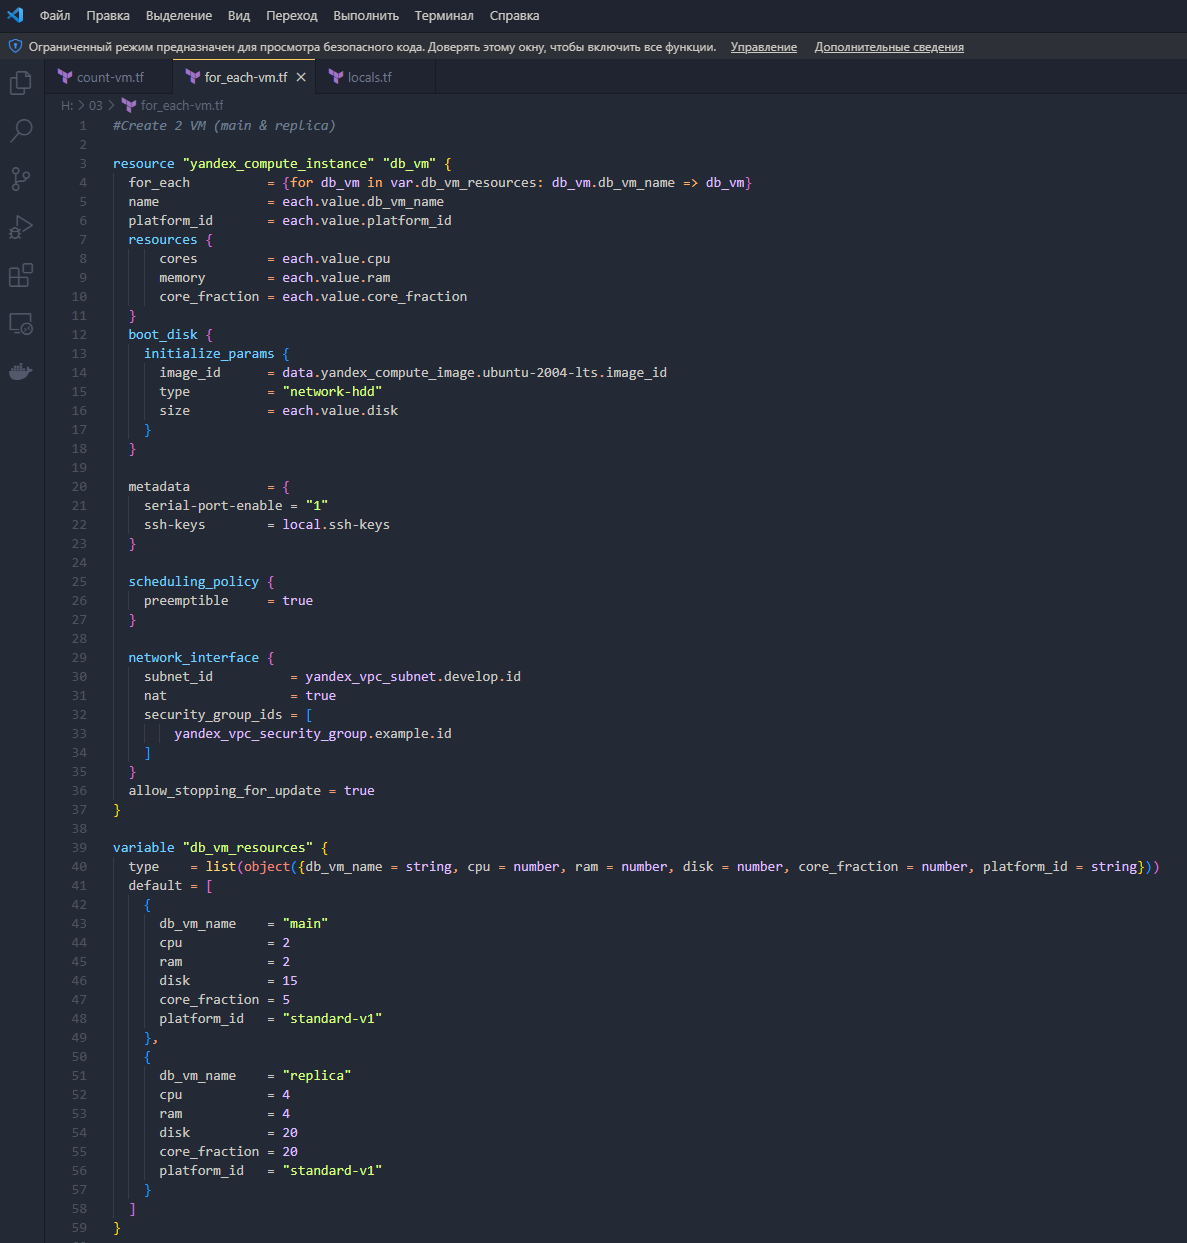 Файл Правка Выделение Вид Переход Выполнить Терминал Справка
Ограниченный режим предназначен для просмотра безопасного кода. Доверять этому окну, чтобы включить все функции. Управление Дополнительные сведения
count-vm.tf for_each-vm.tf × locals.tf
H: > 03 > for_each-vm.tf
1 #Create 2 VM (main & replica)
2
3 resource "yandex_compute_instance" "db_vm" {
4   for_each          = {for db_vm in var.db_vm_resources: db_vm.db_vm_name => db_vm}
5   name              = each.value.db_vm_name
6   platform_id       = each.value.platform_id
7   resources {
8       cores         = each.value.cpu
9       memory        = each.value.ram
10       core_fraction = each.value.core_fraction
11   }
12   boot_disk {
13     initialize_params {
14       image_id      = data.yandex_compute_image.ubuntu-2004-lts.image_id
15       type          = "network-hdd"
16       size          = each.value.disk
17     }
18   }
19
20   metadata          = {
21     serial-port-enable = "1"
22     ssh-keys        = local.ssh-keys
23   }
24
25   scheduling_policy {
26     preemptible     = true
27   }
28
29   network_interface {
30     subnet_id          = yandex_vpc_subnet.develop.id
31     nat                = true
32     security_group_ids = [
33         yandex_vpc_security_group.example.id
34     ]
35   }
36   allow_stopping_for_update = true
37 }
38
39 variable "db_vm_resources" {
40   type    = list(object({db_vm_name = string, cpu = number, ram = number, disk = number, core_fraction = number, platform_id = string}))
41   default = [
42     {
43       db_vm_name    = "main"
44       cpu           = 2
45       ram           = 2
46       disk          = 15
47       core_fraction = 5
48       platform_id   = "standard-v1"
49     },
50     {
51       db_vm_name    = "replica"
52       cpu           = 4
53       ram           = 4
54       disk          = 20
55       core_fraction = 20
56       platform_id   = "standard-v1"
57     }
58   ]
59 }